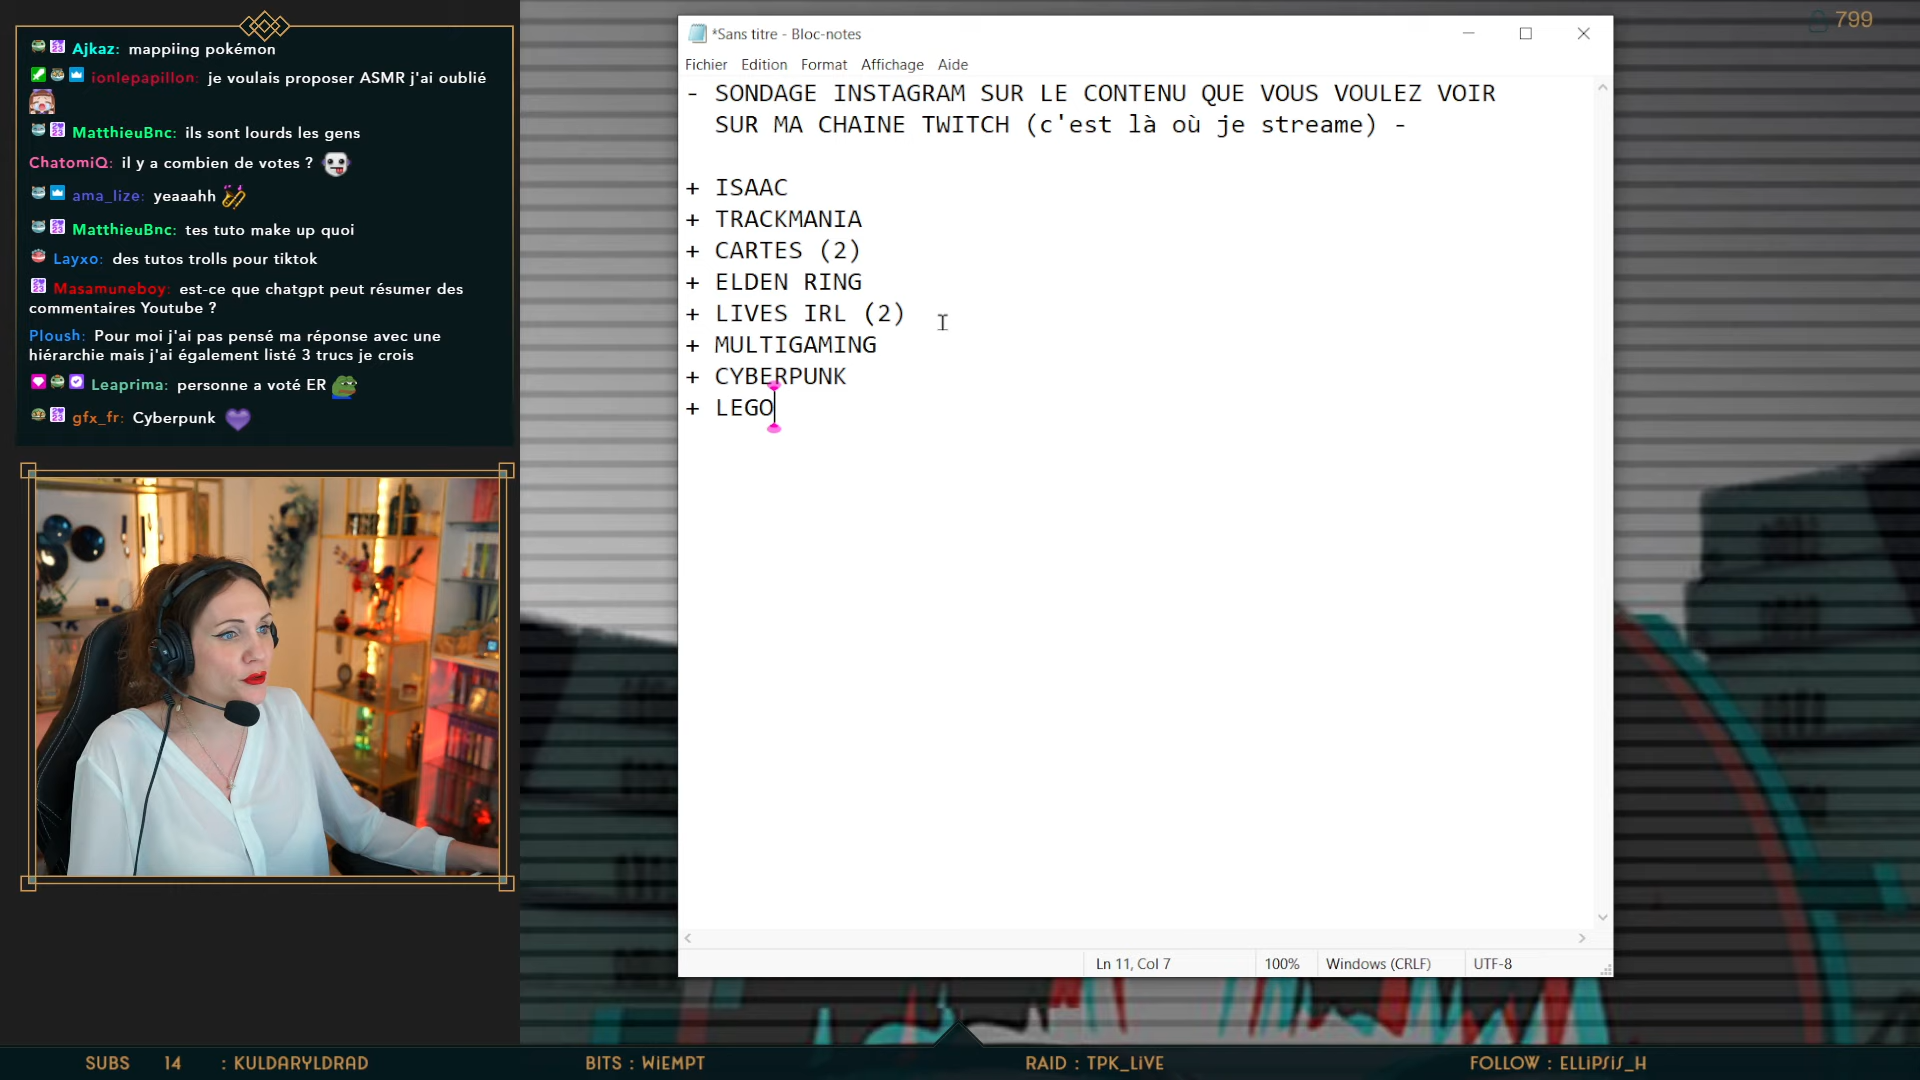 Ajkaz: mappiing pokémon
ionlepapillon: je voulais proposer ASMR j'ai oublié
MatthieuBnc: ils sont lourds les gens
ChatomiQ: il y a combien de votes ?
ama_lize: yeaaahh
MatthieuBnc: tes tuto make up quoi
Layxo: des tutos trolls pour tiktok
Masamuneboy: est-ce que chatgpt peut résumer des
commentaires Youtube ?
Ploush: Pour moi j'ai pas pensé ma réponse avec une
hiérarchie mais j'ai également listé 3 trucs je crois
Leaprima: personne a voté ER
gfx_fr: Cyberpunk
*Sans titre - Bloc-notes
Fichier Edition Format Affichage Aide
- SONDAGE INSTAGRAM SUR LE CONTENU QUE VOUS VOULEZ VOIR
SUR MA CHAINE TWITCH (c'est là où je streame) -
+ ISAAC
+ TRACKMANIA
+ CARTES (2)
+ ELDEN RING
+ LIVES IRL (2)
+ MULTIGAMING
+ CYBERPUNK
+ LEGO
Ln 11, Col 7 100% Windows (CRLF) UTF-8
799
SUBS 14 : KULDARYLDRAD BITS : WiEMPT RAID : TPK_LiVE FOLLOW : ELLiPSiS_H